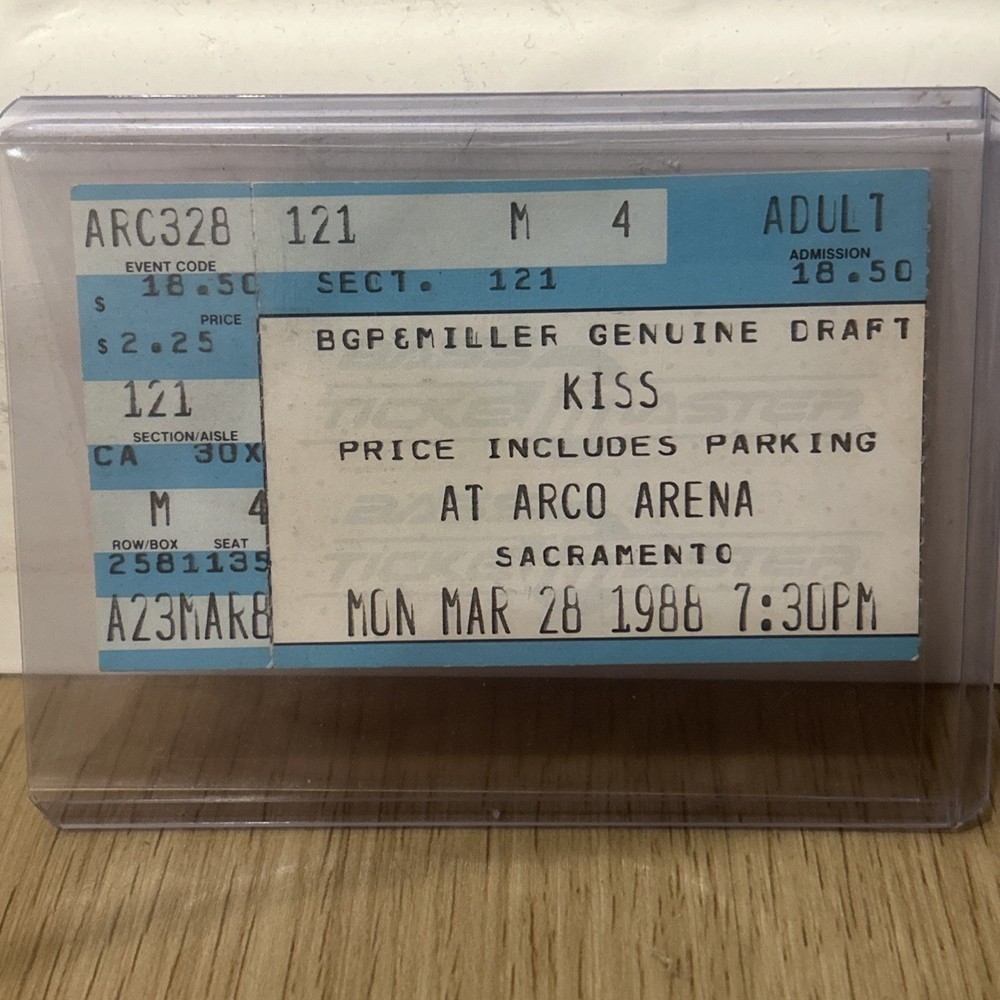 ARC328
EVENT CODE
$ 18.50
PRICE
$ 2.25
121
SECTION/AISLE
CA 30X
M 4
ROW/BOX SEAT
2581135
A23MAR8
121 M 4 ADULT
ADMISSION
SECT. 121 18.50
BGP&MILLER GENUINE DRAFT
KISS
PRICE INCLUDES PARKING
AT ARCO ARENA
SACRAMENTO
MON MAR 28 1988 7:30PM